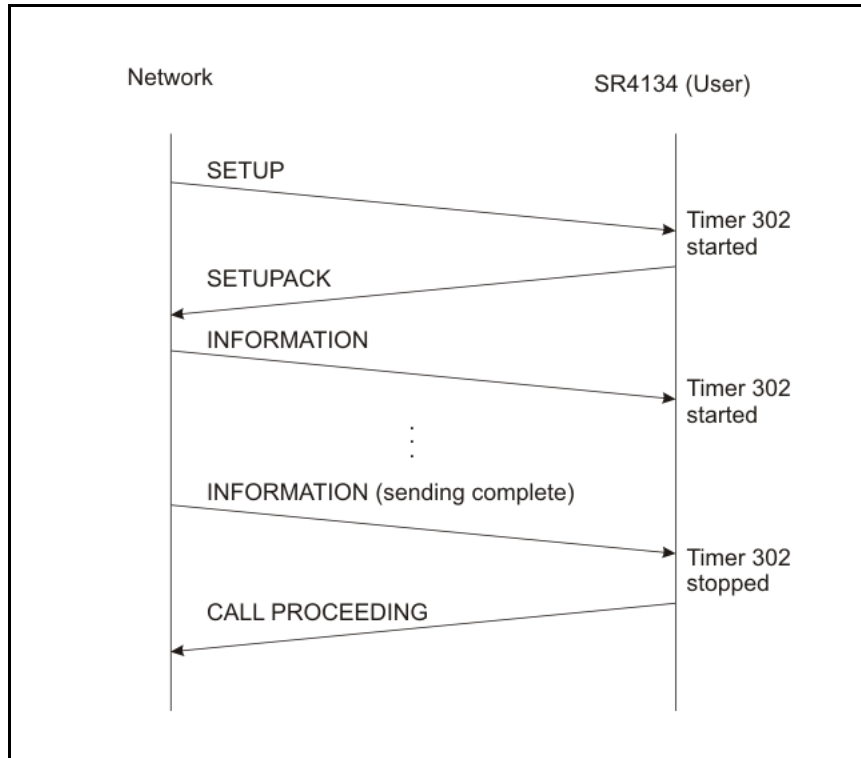 Network
SR4134 (User)
SETUP
Timer 302
started
SETUPACK
INFORMATION
Timer 302
started
INFORMATION (sending complete)
Timer 302
stopped
CALL PROCEEDING